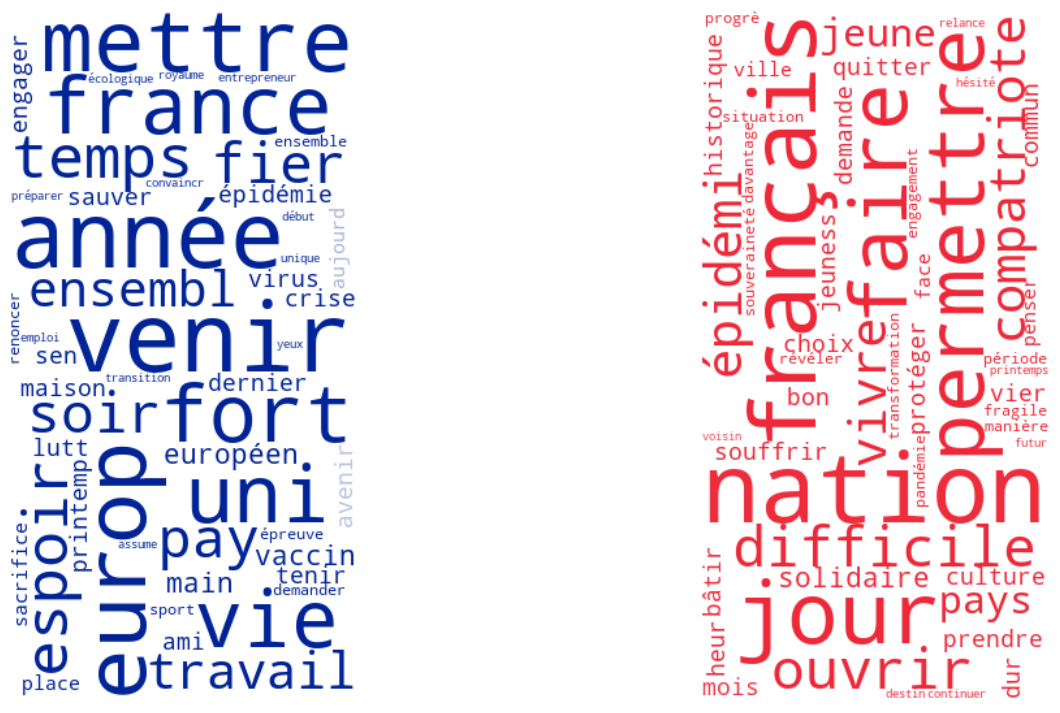 mettre
engager
écologique
royaume
entrepreneur
france
temps
ensemble
fier
convaincr
préparer
sauver
épidémie
année
début
aujourd
unique
virus
ensembl
crise
renoncer
venir
emploi
sen
yeux
transition
maison
dernier
soir
fort
lutt
européen
avenir
espoir
printemp
europ
uni
sacrifice
assume
pay
épreuve
vaccin
main
tenir
demander
sport
vie
ami
travail
place
progrè
jeune
relance
historique
français
ville
quitter
hésité
permettre
compatriote
situation
demande
faire
commun
davantage
souveraineté
épidémi
engagement
jeunesse
face
penser
choix
révéler
vivre
transformation
protéger
période
printemps
bon
vier
fragile
manière
voisin
souffrir
pandémie
futur
nation
difficile
bâtir
solidaire
culture
jour
pays
heur
prendre
ouvrir
mois
destin
continuer
dur